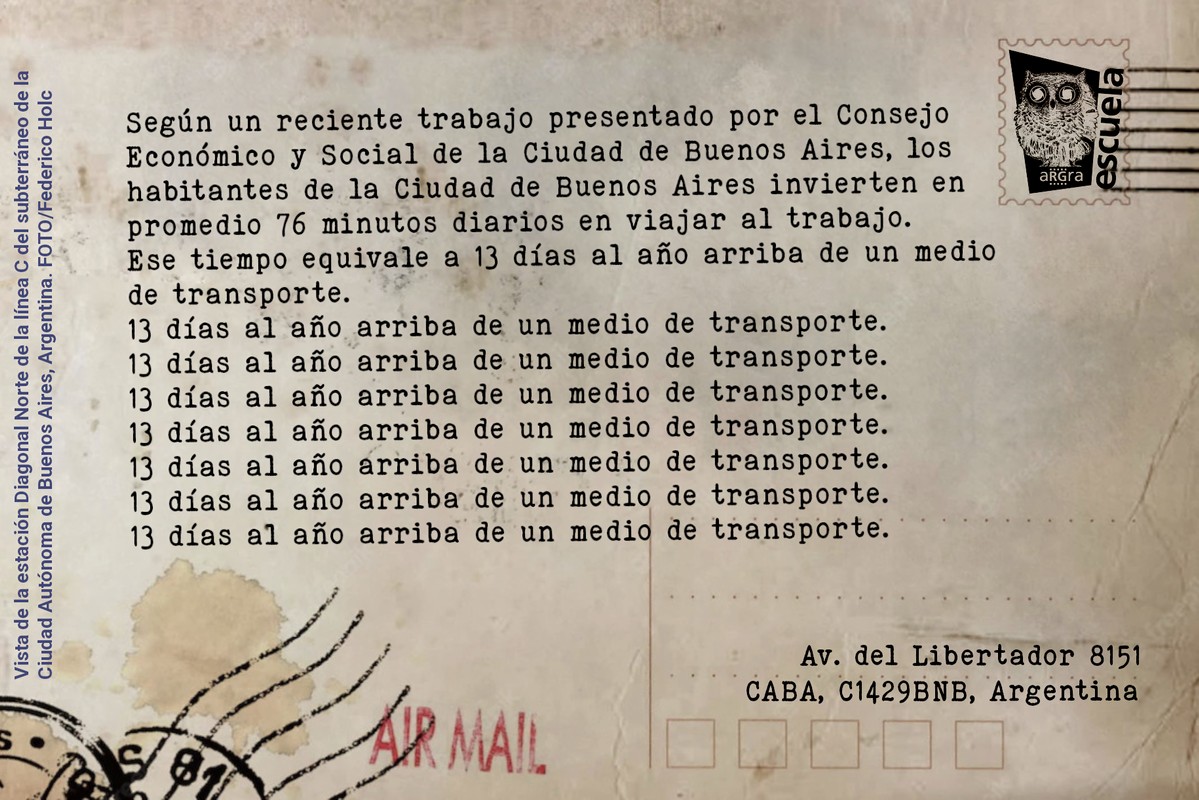 Vista de la estación Diagonal Norte de la línea C del subterráneo de la
Ciudad Autónoma de Buenos Aires, Argentina. FOTO/Federico Holc
Según un reciente trabajo presentado por el Consejo
Económico y Social de la Ciudad de Buenos Aires, los
habitantes de la Ciudad de Buenos Aires invierten en
promedio 76 minutos diarios en viajar al trabajo.
Ese tiempo equivale a 13 días al año arriba de un medio
de transporte.
13 días al año arriba de un medio de transporte.
13 días al año arriba de un medio de transporte.
13 días al año arriba de un medio de transporte.
13 días al año arriba de un medio de transporte.
13 días al año arriba de un medio de transporte.
13 días al año arriba de un medio de transporte.
13 días al año arriba de un medio de transporte.
aRGra
escuela
Av. del Libertador 8151
CABA, C1429BNB, Argentina
AIR MAIL
S 81